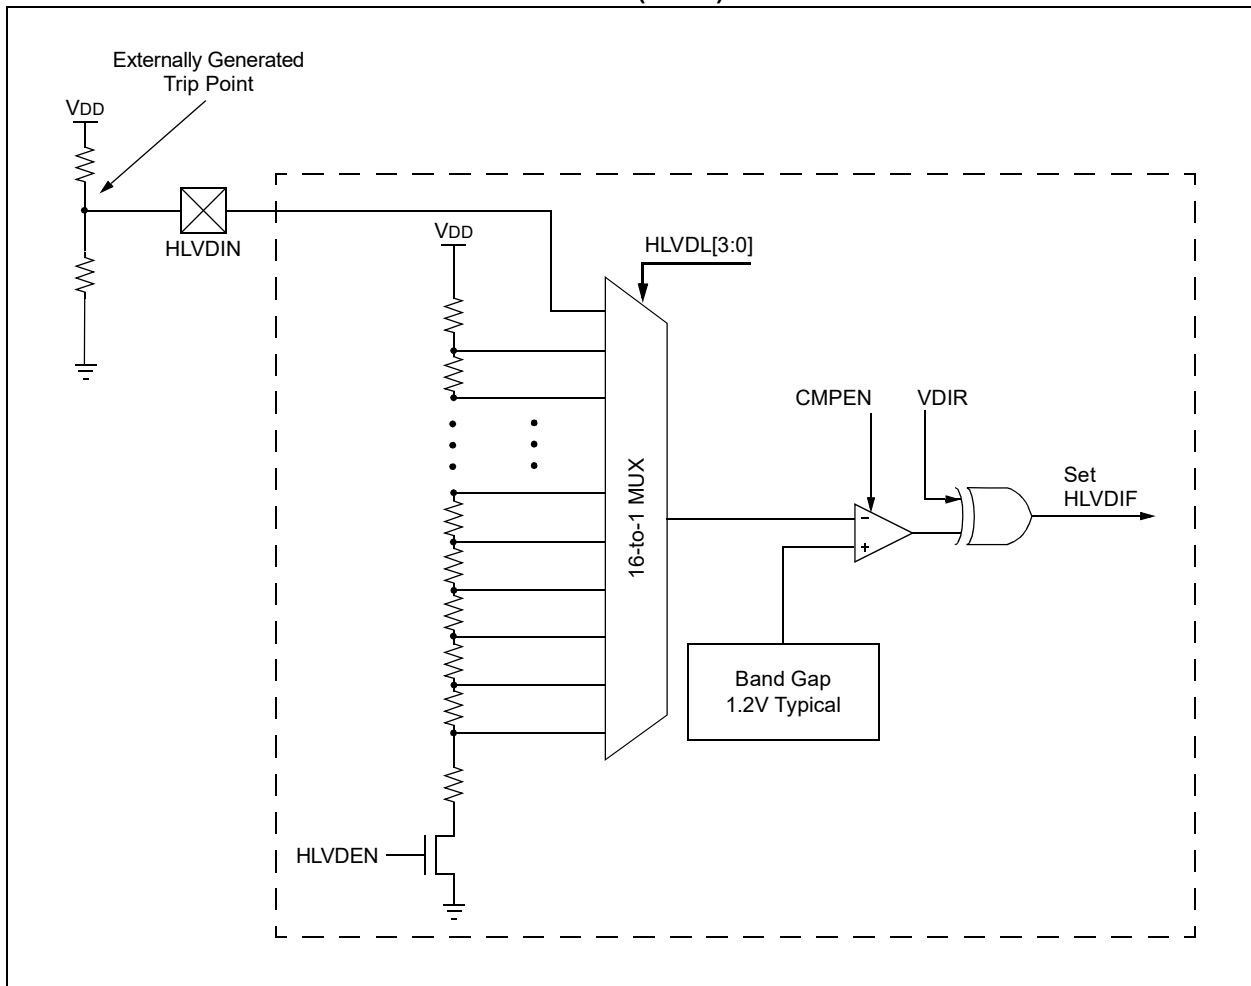 Externally Generated
Trip Point
VDD
HLVDIN
VDD
HLVDL[3:0]
16-to-1 MUX
CMPEN
VDIR
-
+
Set
HLVDIF
Band Gap
1.2V Typical
HLVDEN